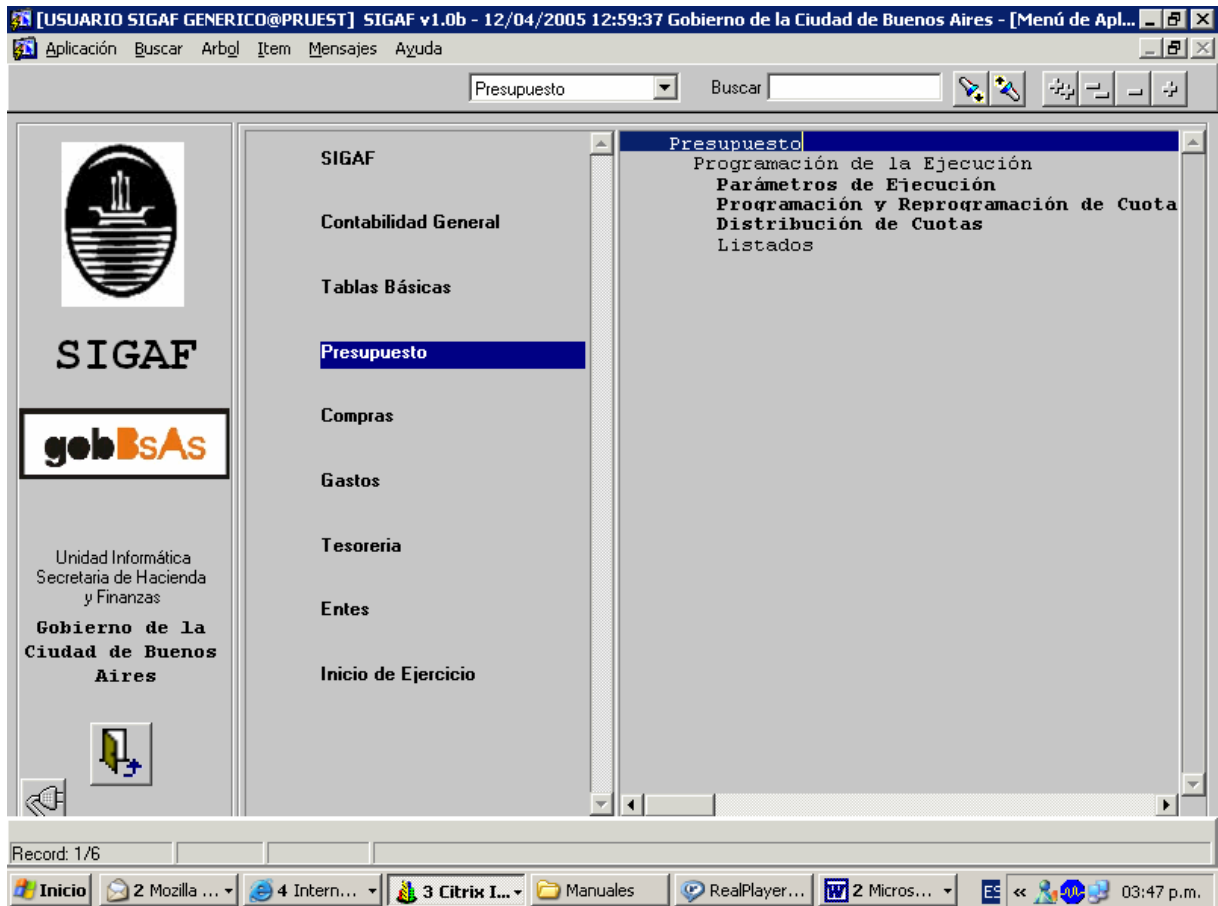 [USUARIO SIGAF GENERICO@PRUEST] SIGAF v1.0b - 12/04/2005 12:59:37 Gobierno de la Ciudad de Buenos Aires - [Menú de Apl...
Aplicación Buscar Arbol Item Mensajes Ayuda
Presupuesto Buscar
SIGAF
gobBsAs
Unidad Informática
Secretaria de Hacienda
y Finanzas
Gobierno de la
Ciudad de Buenos
Aires
SIGAF
Contabilidad General
Tablas Básicas
Presupuesto
Compras
Gastos
Tesoreria
Entes
Inicio de Ejercicio
Presupuesto
Programación de la Ejecución
Parámetros de Ejecución
Programación y Reprogramación de Cuota
Distribución de Cuotas
Listados
Record: 1/6
Inicio 2 Mozilla ... 4 Intern... 3 Citrix I... Manuales RealPlayer... 2 Micros... ES « 03:47 p.m.